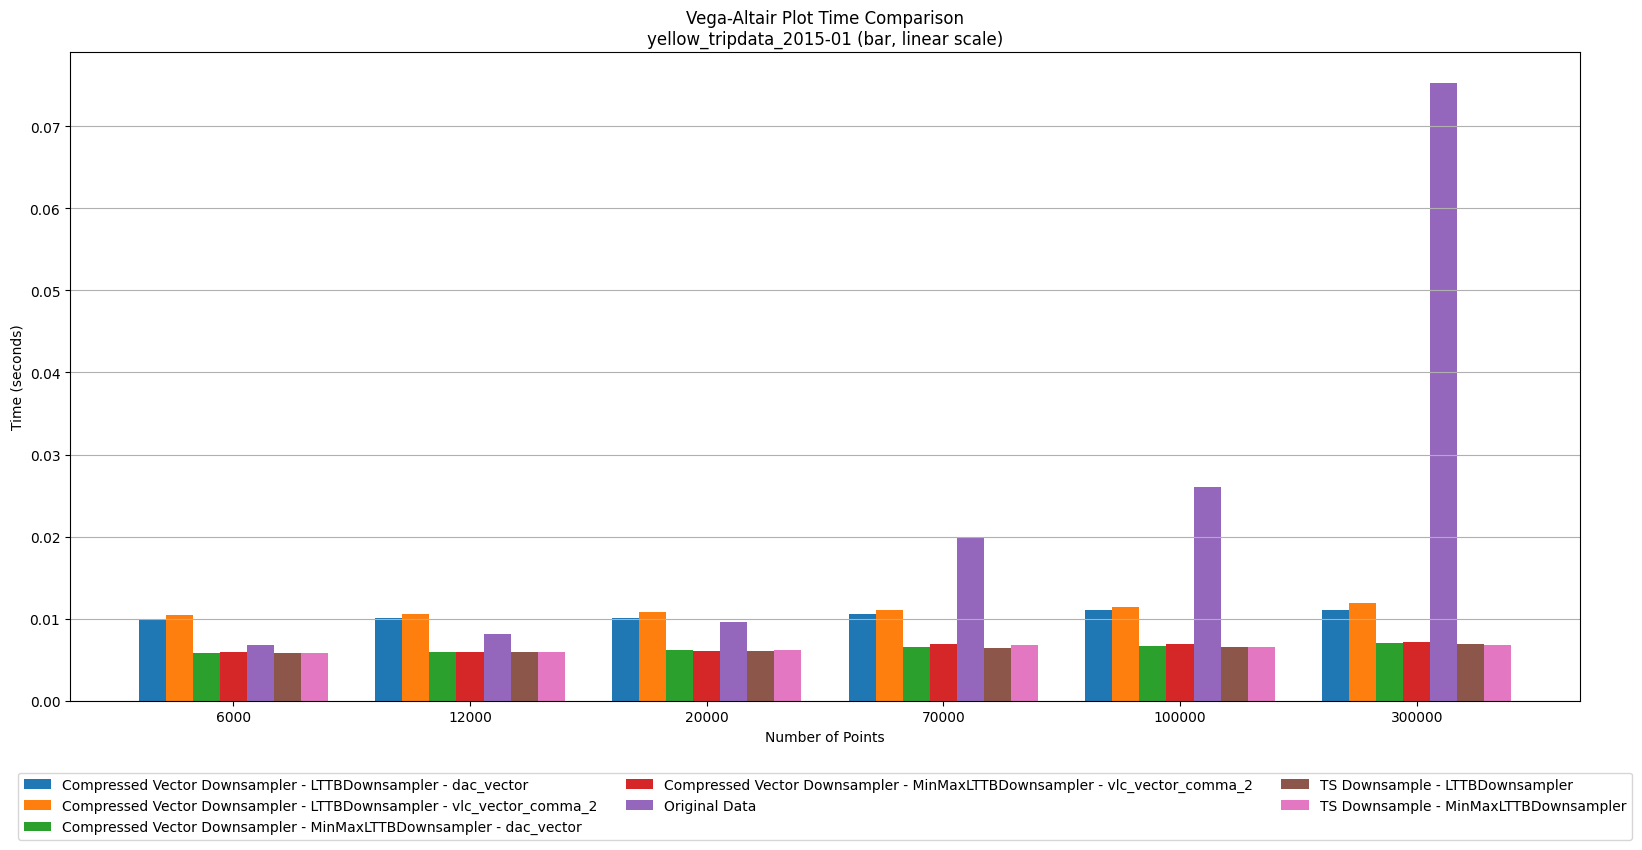 Vega-Altair Plot Time Comparison
yellow_tripdata_2015-01 (bar, linear scale)
Time (seconds)
0.07
0.06
0.05
0.04
0.03
0.02
0.01
0.00
6000 12000 20000 70000 100000 300000
Number of Points
Compressed Vector Downsampler - LTTBDownsampler - dac_vector
Compressed Vector Downsampler - LTTBDownsampler - vlc_vector_comma_2
Compressed Vector Downsampler - MinMaxLTTBDownsampler - dac_vector
Compressed Vector Downsampler - MinMaxLTTBDownsampler - vlc_vector_comma_2
Original Data
TS Downsample - LTTBDownsampler
TS Downsample - MinMaxLTTBDownsampler